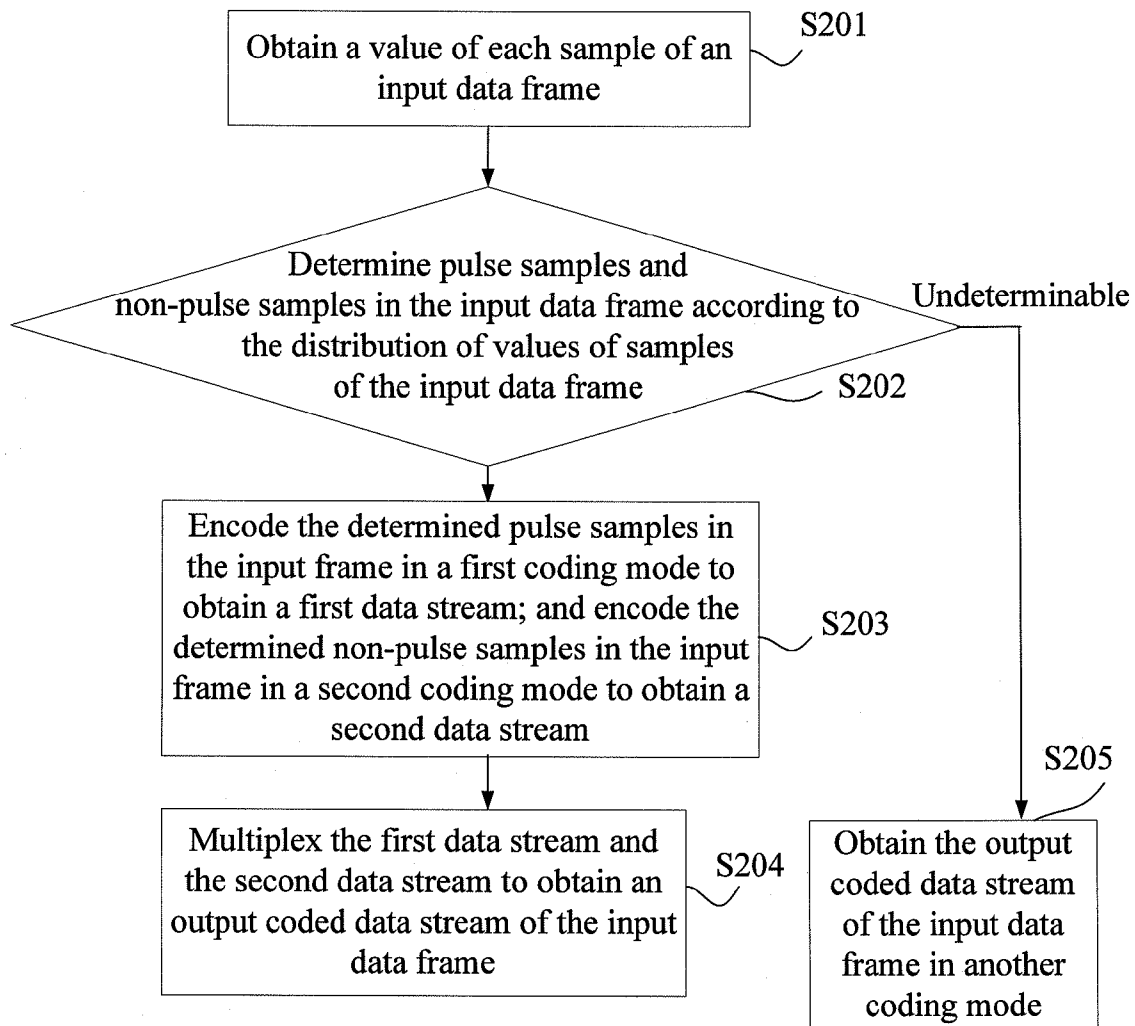 S201
Obtain a value of each sample of an
input data frame
Determine pulse samples and
non-pulse samples in the input data frame according to
the distribution of values of samples
of the input data frame
Undeterminable
S202
Encode the determined pulse samples in
the input frame in a first coding mode to
obtain a first data stream; and encode the
determined non-pulse samples in the input
frame in a second coding mode to obtain a
second data stream
S203
Multiplex the first data stream and
the second data stream to obtain an
output coded data stream of the input
data frame
S204
S205
Obtain the output
coded data stream
of the input data
frame in another
coding mode